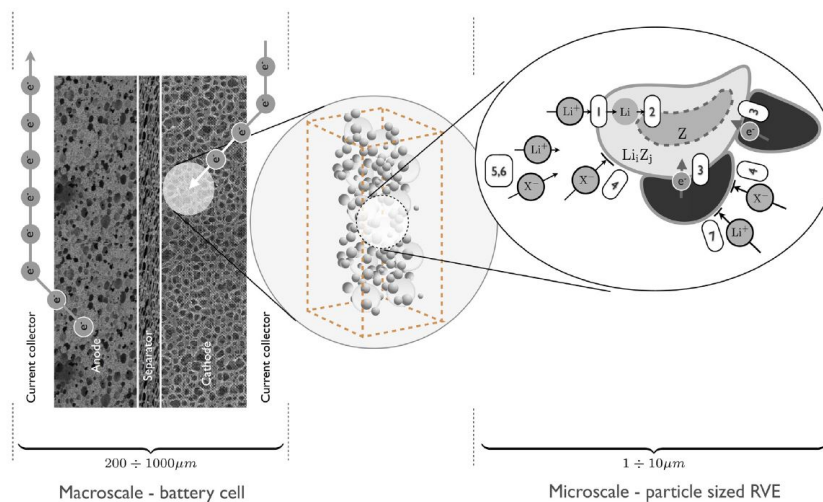 e-
e-
e-
e-
e-
e-
e-
e-
e-
e-
e-
e-
Current collector
Anode
Separator
Cathode
Current collector
200 ÷ 1000μm
Macroscale - battery cell
Li+
1
Li
2
Z
LiiZj
3
e-
Li+
5,6
X-
X-
4
e-
3
4
X-
7
Li+
1 ÷ 10μm
Microscale - particle sized RVE